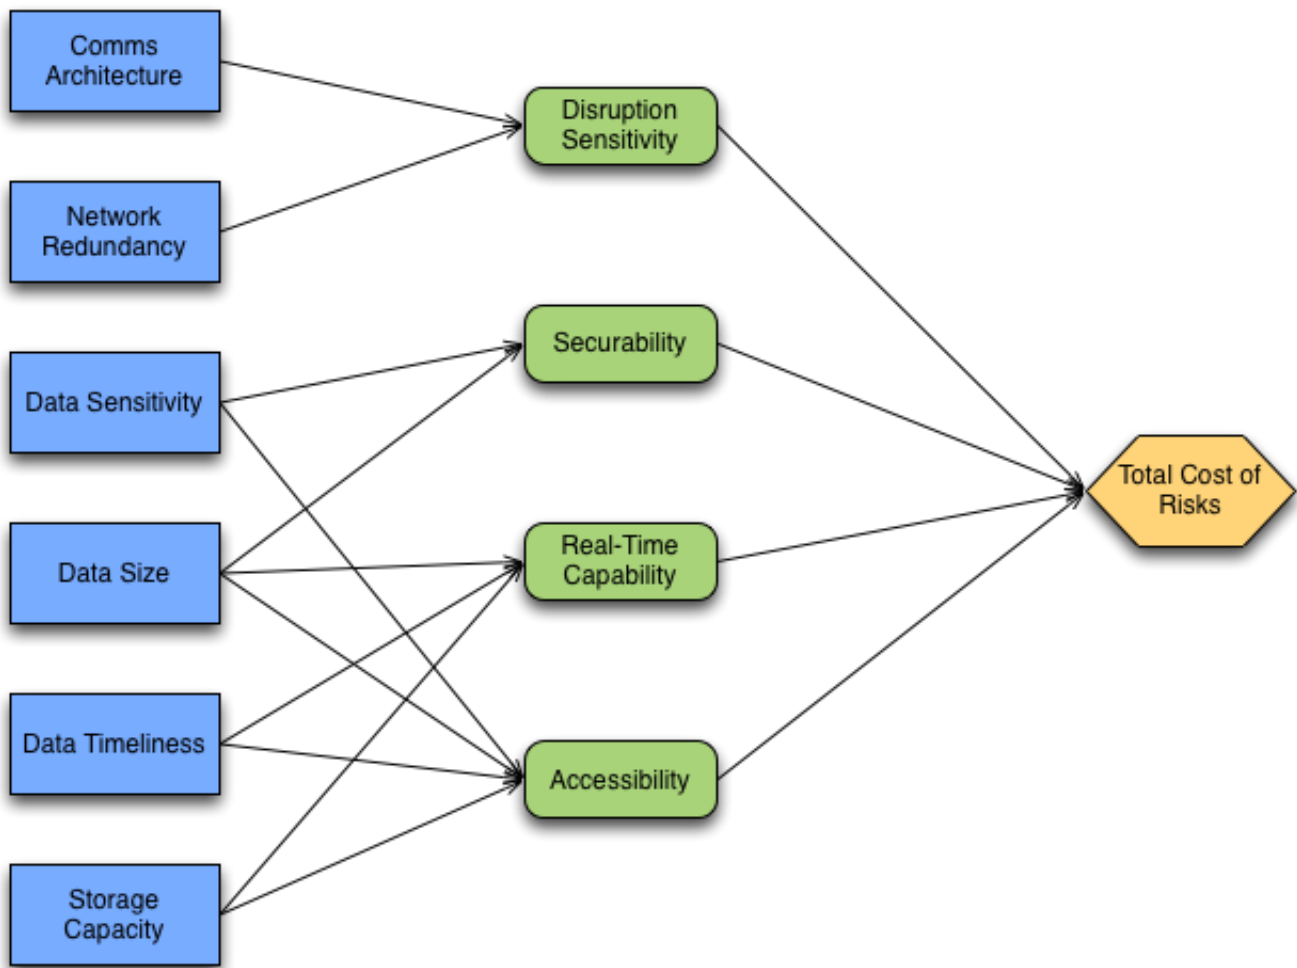 Comms
Architecture
Network
Redundancy
Data Sensitivity
Data Size
Data Timeliness
Storage
Capacity
Disruption
Sensitivity
Securability
Real-Time
Capability
Accessibility
Total Cost of
Risks